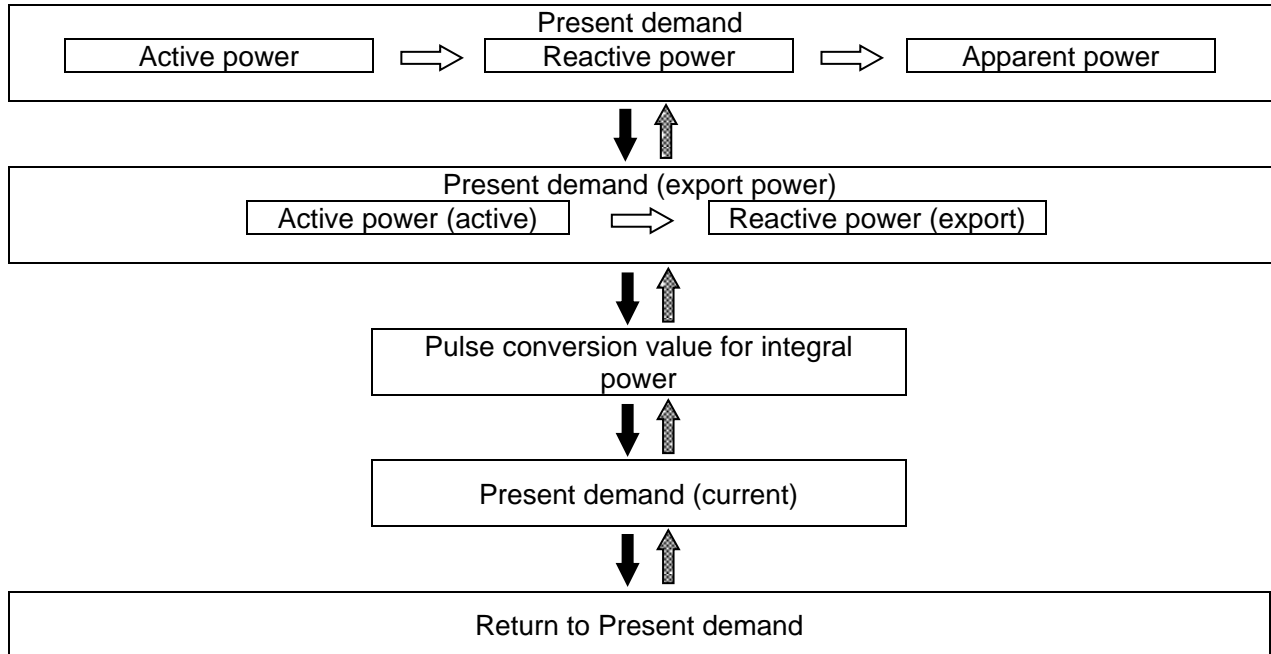 Present demand
Active power
Reactive power
Apparent power
Present demand (export power)
Active power (active)
Reactive power (export)
Pulse conversion value for integral
power
Present demand (current)
Return to Present demand